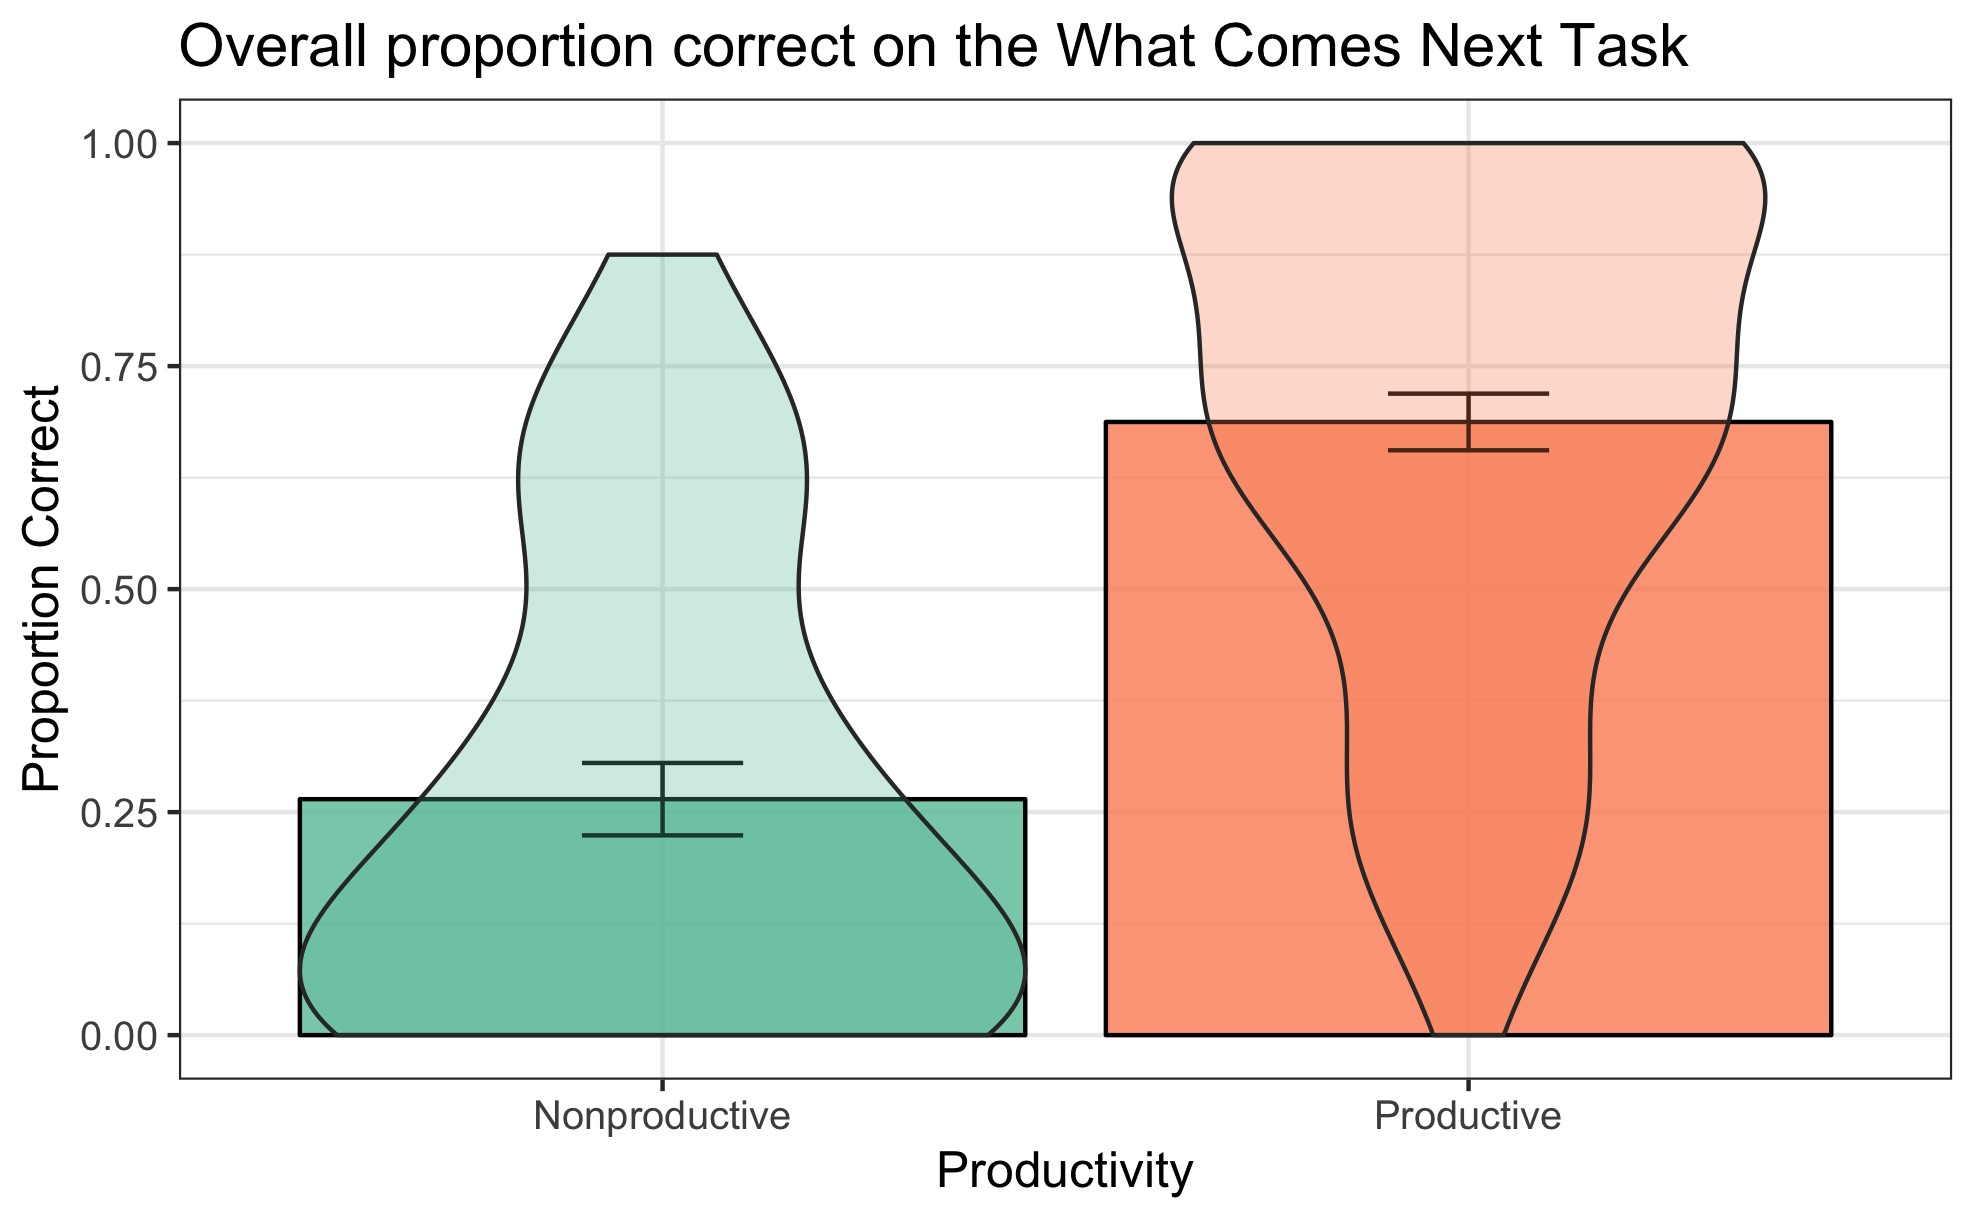 Overall proportion correct on the What Comes Next Task
Proportion Correct
1.00
0.75
0.50
0.25
0.00
Nonproductive
Productive
Productivity